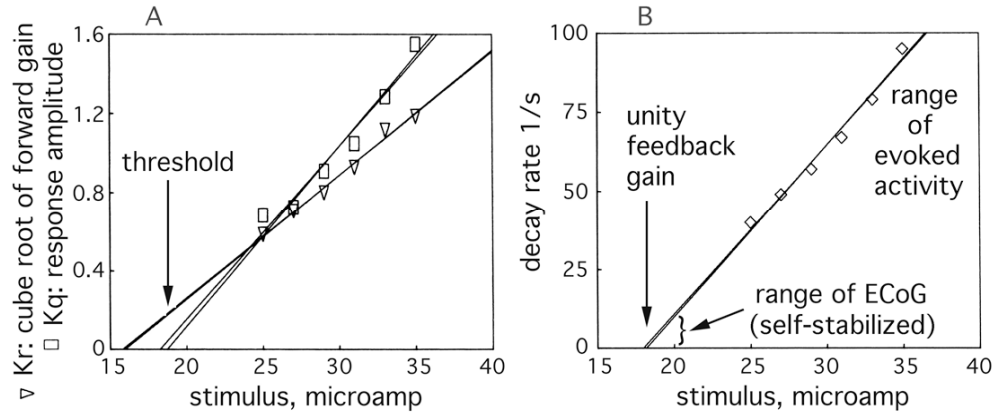 A
▿ Kr: cube root of forward gain
□ Kq: response amplitude
1.6
1.2
0.8
0.4
0
threshold
15 20 25 30 35 40
stimulus, microamp
B
decay rate 1/s
100
75
50
25
0
unity
feedback
gain
range
of
evoked
activity
range of ECoG
(self-stabilized)
15 20 25 30 35 40
stimulus, microamp